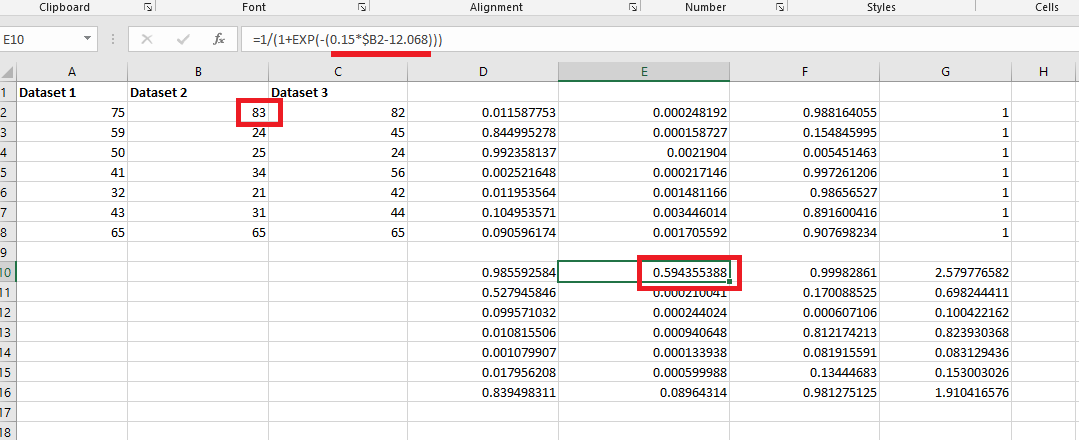 Clipboard Font Alignment Number Styles Cells
E10 fx =1/(1+EXP(-(0.15*$B2-12.068)))
A B C D E F G H
1 Dataset 1 Dataset 2 Dataset 3
2 75 83 82 0.011587753 0.000248192 0.988164055 1
3 59 24 45 0.844995278 0.000158727 0.154845995 1
4 50 25 24 0.992358137 0.0021904 0.005451463 1
5 41 34 56 0.002521648 0.000217146 0.997261206 1
6 32 21 42 0.011953564 0.001481166 0.98656527 1
7 43 31 44 0.104953571 0.003446014 0.891600416 1
8 65 65 65 0.090596174 0.001705592 0.907698234 1
9
10 0.985592584 0.594355388 0.99982861 2.579776582
11 0.527945846 0.000210041 0.170088525 0.698244411
12 0.099571032 0.000244024 0.000607106 0.100422162
13 0.010815506 0.000940648 0.812174213 0.823930368
14 0.001079907 0.000133938 0.081915591 0.083129436
15 0.017956208 0.000599988 0.13444683 0.153003026
16 0.839498311 0.08964314 0.981275125 1.910416576
17
18